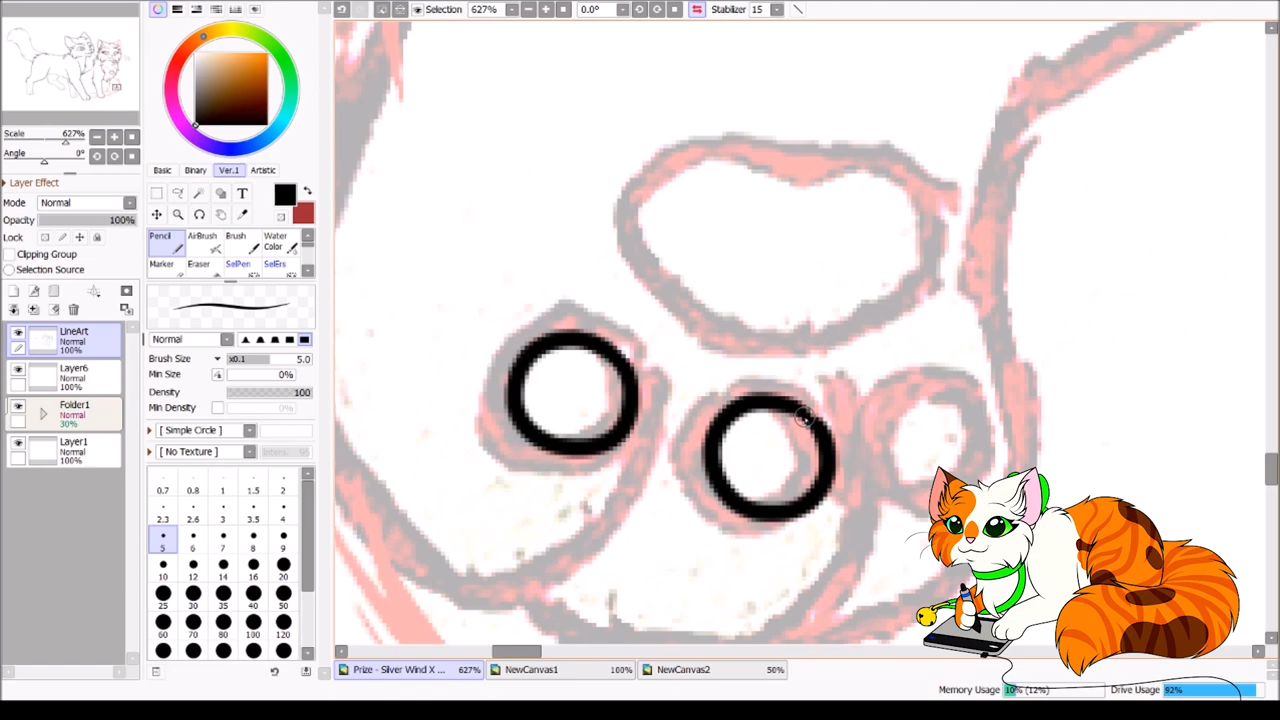 Selection 627% 0.0° Stabilizer 15
Scale 627%
Angle 0°
Layer Effect
Mode Normal
Opacity 100%
Lock
Clipping Group
Selection Source
LineArt
Normal
100%
Layer6
Normal
100%
Folder1
Normal
30%
Layer1
Normal
100%
Basic Binary Ver.1 Artistic
T
Pencil AirBrush Brush Water Color
Marker Eraser SelPen SelErs
Normal
Brush Size x0.1 5.0
Min Size 0%
Density 100
Min Density 0%
[ Simple Circle ]
[ No Texture ] Intens. 95
0.7 0.8 1 1.5 2
2.3 2.6 3 3.5 4
5 6 7 8 9
10 12 14 16 20
25 30 35 40 50
60 70 80 100 120
Prize - Silver Wind X ... 627% NewCanvas1 100% NewCanvas2 50%
Memory Usage 10% (12%) Drive Usage 92%